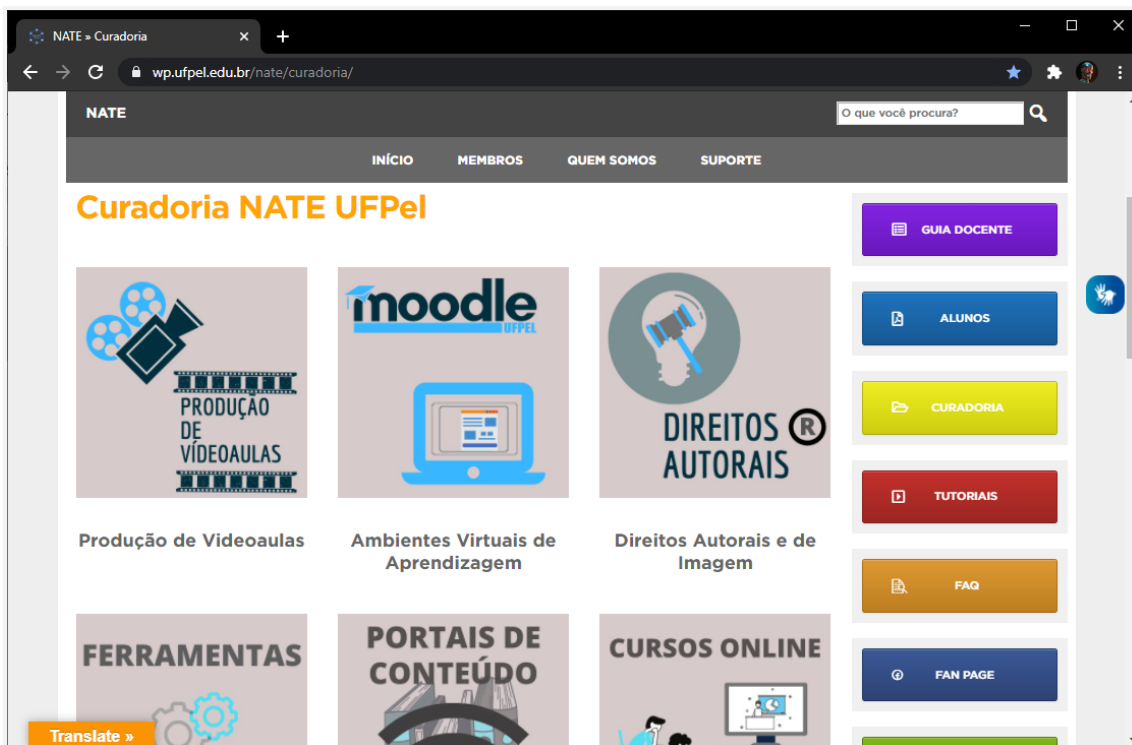 NATE » Curadoria
wp.ufpel.edu.br/nate/curadoria/
NATE
O que você procura?
INÍCIO MEMBROS QUEM SOMOS SUPORTE
Curadoria NATE UFPel
PRODUÇÃO
DE
VÍDEOAULAS
moodle
UFPEL
DIREITOS ®
AUTORAIS
Produção de Videoaulas
Ambientes Virtuais de
Aprendizagem
Direitos Autorais e de
Imagem
FERRAMENTAS
PORTAIS DE
CONTEÚDO
CURSOS ONLINE
GUIA DOCENTE
ALUNOS
CURADORIA
TUTORIAIS
FAQ
FAN PAGE
Translate »